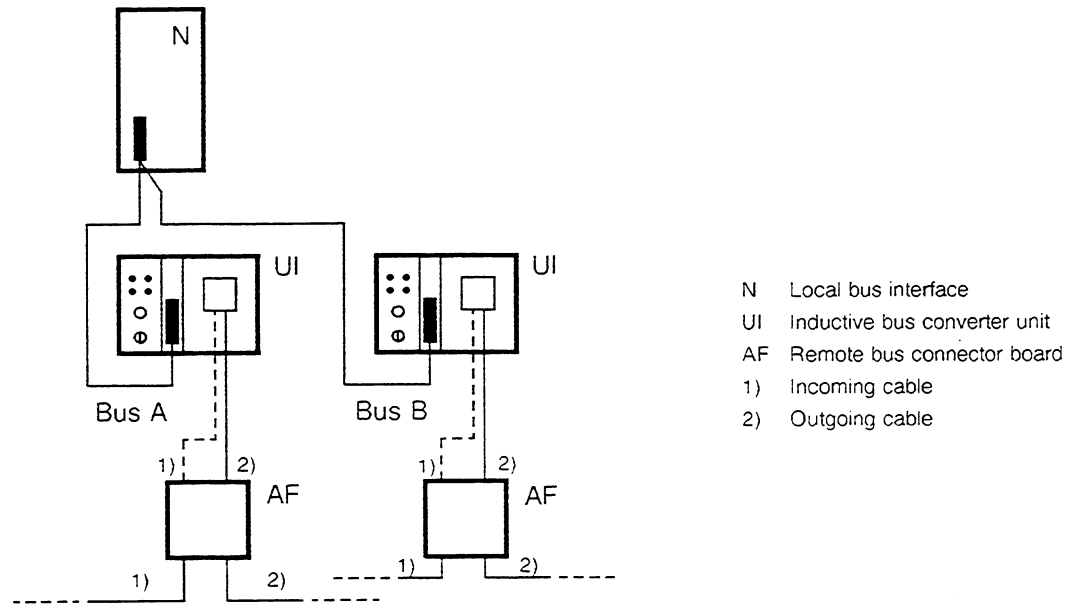 N
UI
UI
N Local bus interface
UI Inductive bus converter unit
AF Remote bus connector board
1) Incoming cable
2) Outgoing cable
Bus A
Bus B
1) 2)
1) 2)
AF
AF
1) 2)
1) 2)